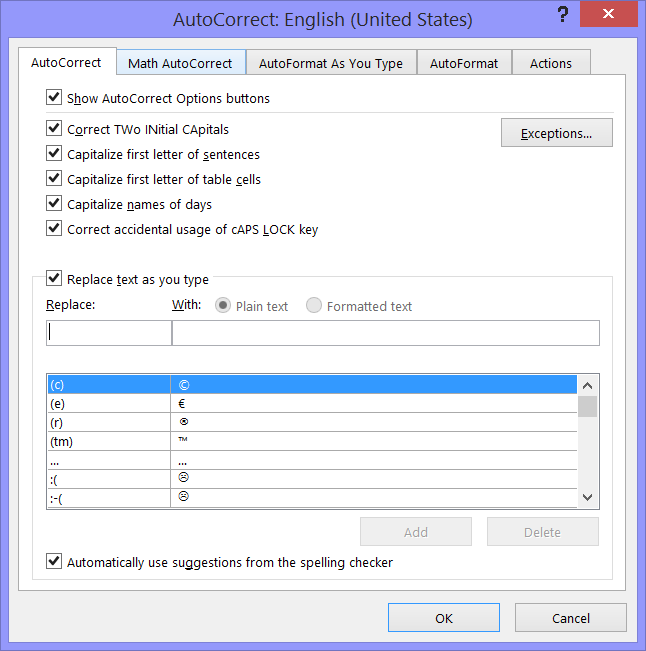 AutoCorrect: English (United States)
?
AutoCorrect Math AutoCorrect AutoFormat As You Type AutoFormat Actions
Show AutoCorrect Options buttons
Correct TWo INitial CApitals
Exceptions...
Capitalize first letter of sentences
Capitalize first letter of table cells
Capitalize names of days
Correct accidental usage of cAPS LOCK key
Replace text as you type
Replace: With: Plain text Formatted text
(c) ©
(e) €
(r) ®
(tm) ™
... …
:( ☹
:-( ☹
Add Delete
Automatically use suggestions from the spelling checker
OK Cancel